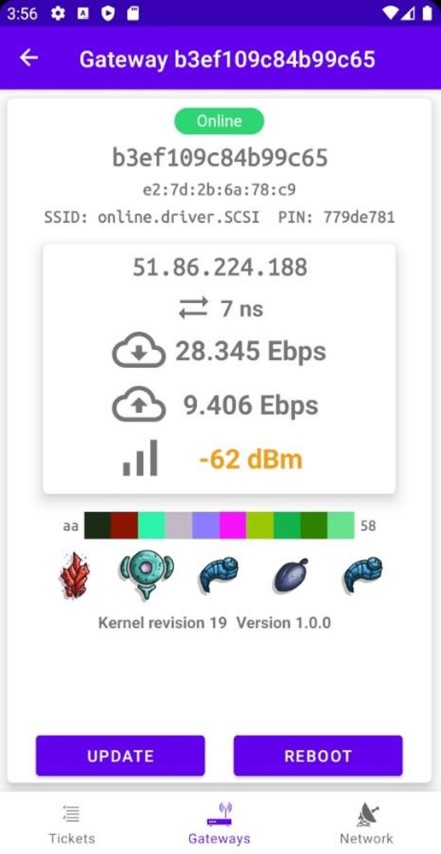 3:56
Gateway b3ef109c84b99c65
Online
b3ef109c84b99c65
e2:7d:2b:6a:78:c9
SSID: online.driver.SCSI PIN: 779de781
51.86.224.188
7 ns
28.345 Ebps
9.406 Ebps
-62 dBm
aa 58
Kernel revision 19 Version 1.0.0
UPDATE REBOOT
Tickets Gateways Network